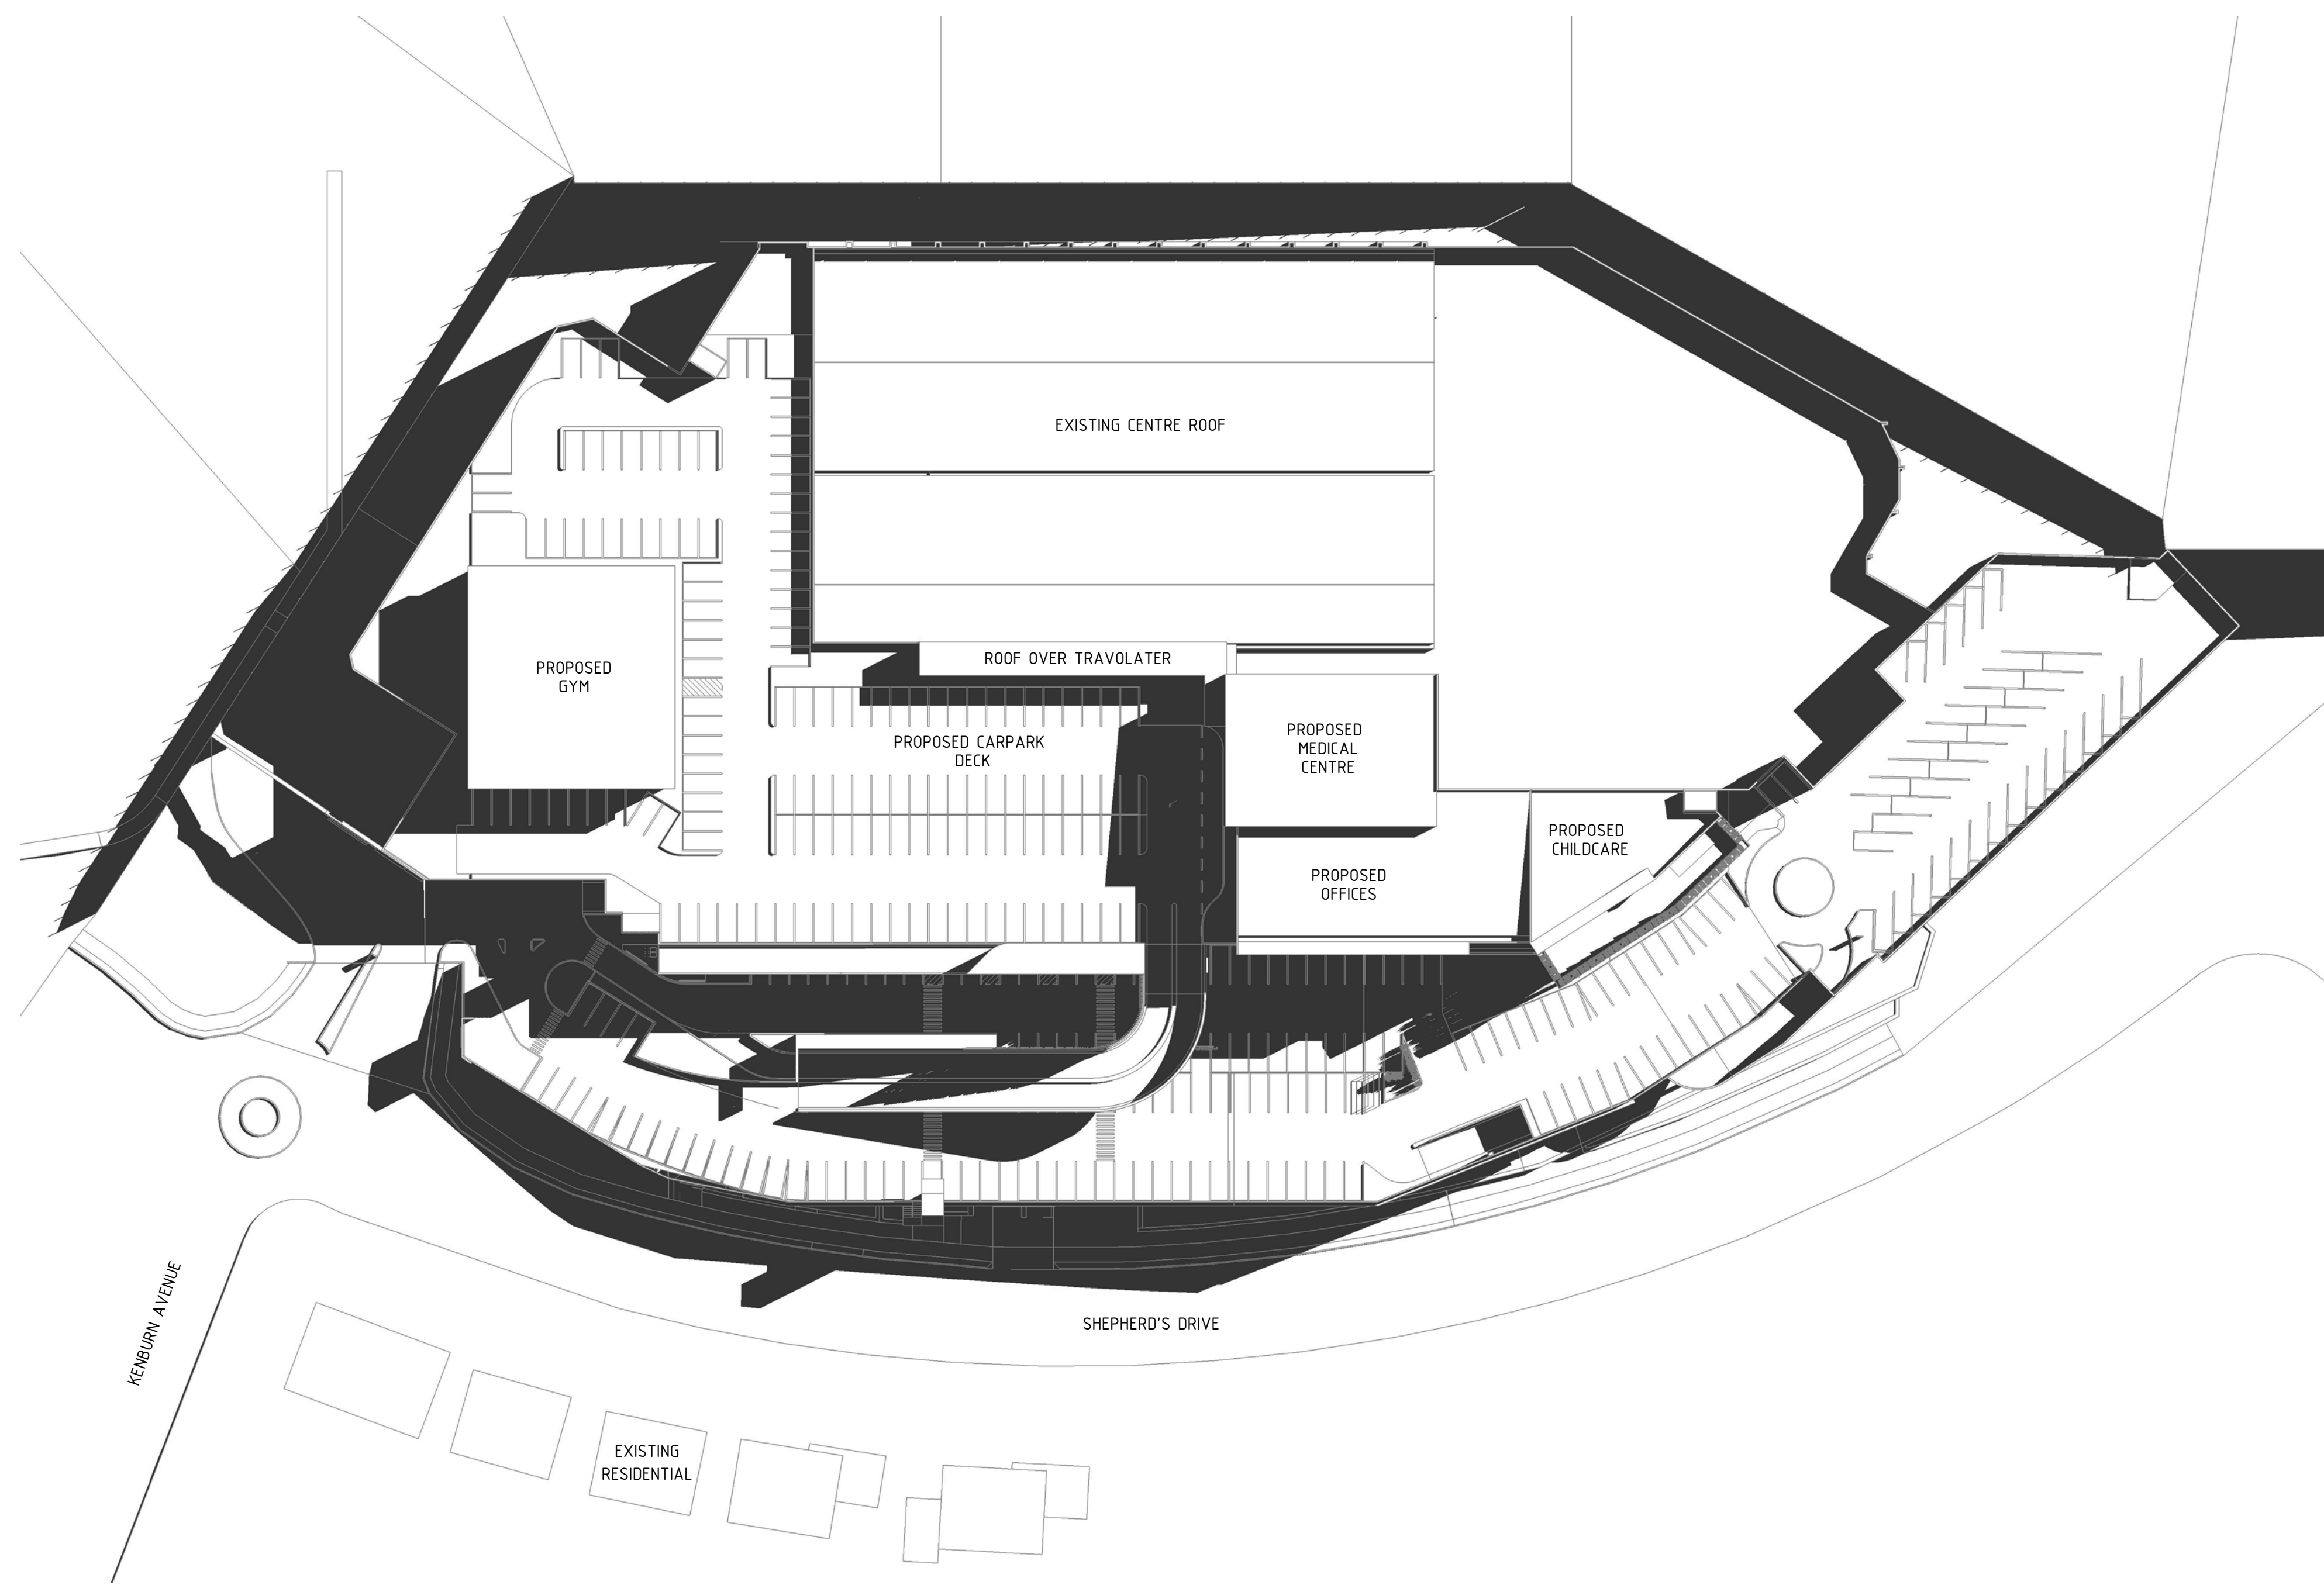 EXISTING CENTRE ROOF
ROOF OVER TRAVOLATER
PROPOSED
GYM
PROPOSED CARPARK
DECK
PROPOSED
MEDICAL
CENTRE
PROPOSED
CHILDCARE
PROPOSED
OFFICES
KENBURN AVENUE
SHEPHERD'S DRIVE
EXISTING
RESIDENTIAL